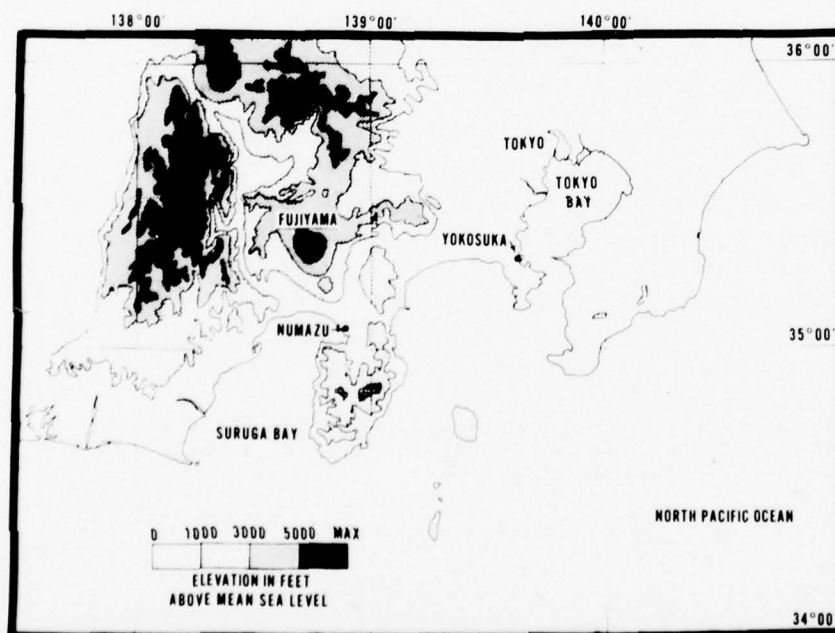 138°00' 139°00' 140°00'
36°00'
TOKYO
TOKYO
BAY
FUJIYAMA
YOKOSUKA
NUMAZU
35°00'
SURUGA BAY
NORTH PACIFIC OCEAN
0 1000 3000 5000 MAX
ELEVATION IN FEET
ABOVE MEAN SEA LEVEL
34°00'